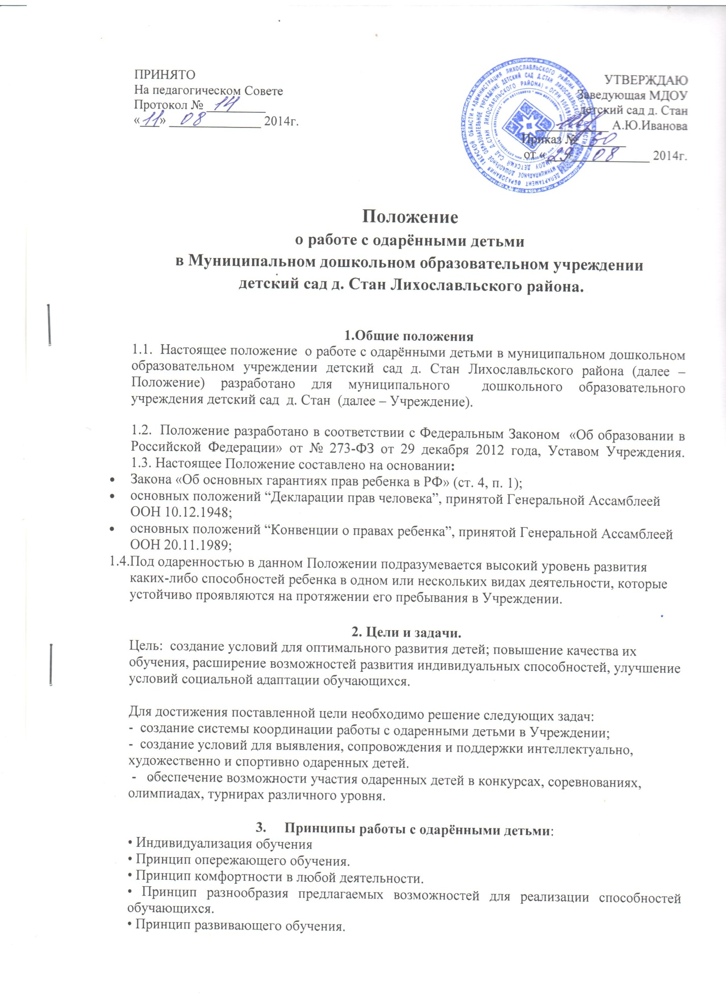 ПРИНЯТО
На педагогическом Совете
Протокол № 14
«11» 08 2014г.
УТВЕРЖДАЮ
Заведующая МДОУ
детский сад д. Стан
А.Ю.Иванова
Приказ № 60
от «29» 08 2014г.
Положение
о работе с одарёнными детьми
в Муниципальном дошкольном образовательном учреждении
детский сад д. Стан Лихославльского района.
1.Общие положения
1.1. Настоящее положение о работе с одарёнными детьми в муниципальном дошкольном
образовательном учреждении детский сад д. Стан Лихославльского района (далее –
Положение) разработано для муниципального дошкольного образовательного
учреждения детский сад д. Стан (далее – Учреждение).
1.2. Положение разработано в соответствии с Федеральным Законом «Об образовании в
Российской Федерации» от № 273-ФЗ от 29 декабря 2012 года, Уставом Учреждения.
1.3. Настоящее Положение составлено на основании:
• Закона «Об основных гарантиях прав ребенка в РФ» (ст. 4, п. 1);
• основных положений “Декларации прав человека”, принятой Генеральной Ассамблеей
ООН 10.12.1948;
• основных положений “Конвенции о правах ребенка”, принятой Генеральной Ассамблеей
ООН 20.11.1989;
1.4.Под одаренностью в данном Положении подразумевается высокий уровень развития
каких-либо способностей ребенка в одном или нескольких видах деятельности, которые
устойчиво проявляются на протяжении его пребывания в Учреждении.
2. Цели и задачи.
Цель: создание условий для оптимального развития детей; повышение качества их
обучения, расширение возможностей развития индивидуальных способностей, улучшение
условий социальной адаптации обучающихся.
Для достижения поставленной цели необходимо решение следующих задач:
- создание системы координации работы с одаренными детьми в Учреждении;
- создание условий для выявления, сопровождения и поддержки интеллектуально,
художественно и спортивно одаренных детей.
- обеспечение возможности участия одаренных детей в конкурсах, соревнованиях,
олимпиадах, турнирах различного уровня.
3. Принципы работы с одарёнными детьми:
• Индивидуализация обучения
• Принцип опережающего обучения.
• Принцип комфортности в любой деятельности.
• Принцип разнообразия предлагаемых возможностей для реализации способностей
обучающихся.
• Принцип развивающего обучения.